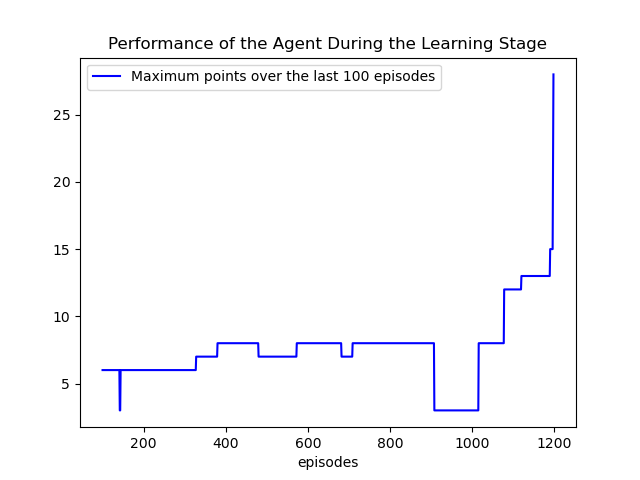 Performance of the Agent During the Learning Stage
Maximum points over the last 100 episodes
25
20
15
10
5
200 400 600 800 1000 1200
episodes